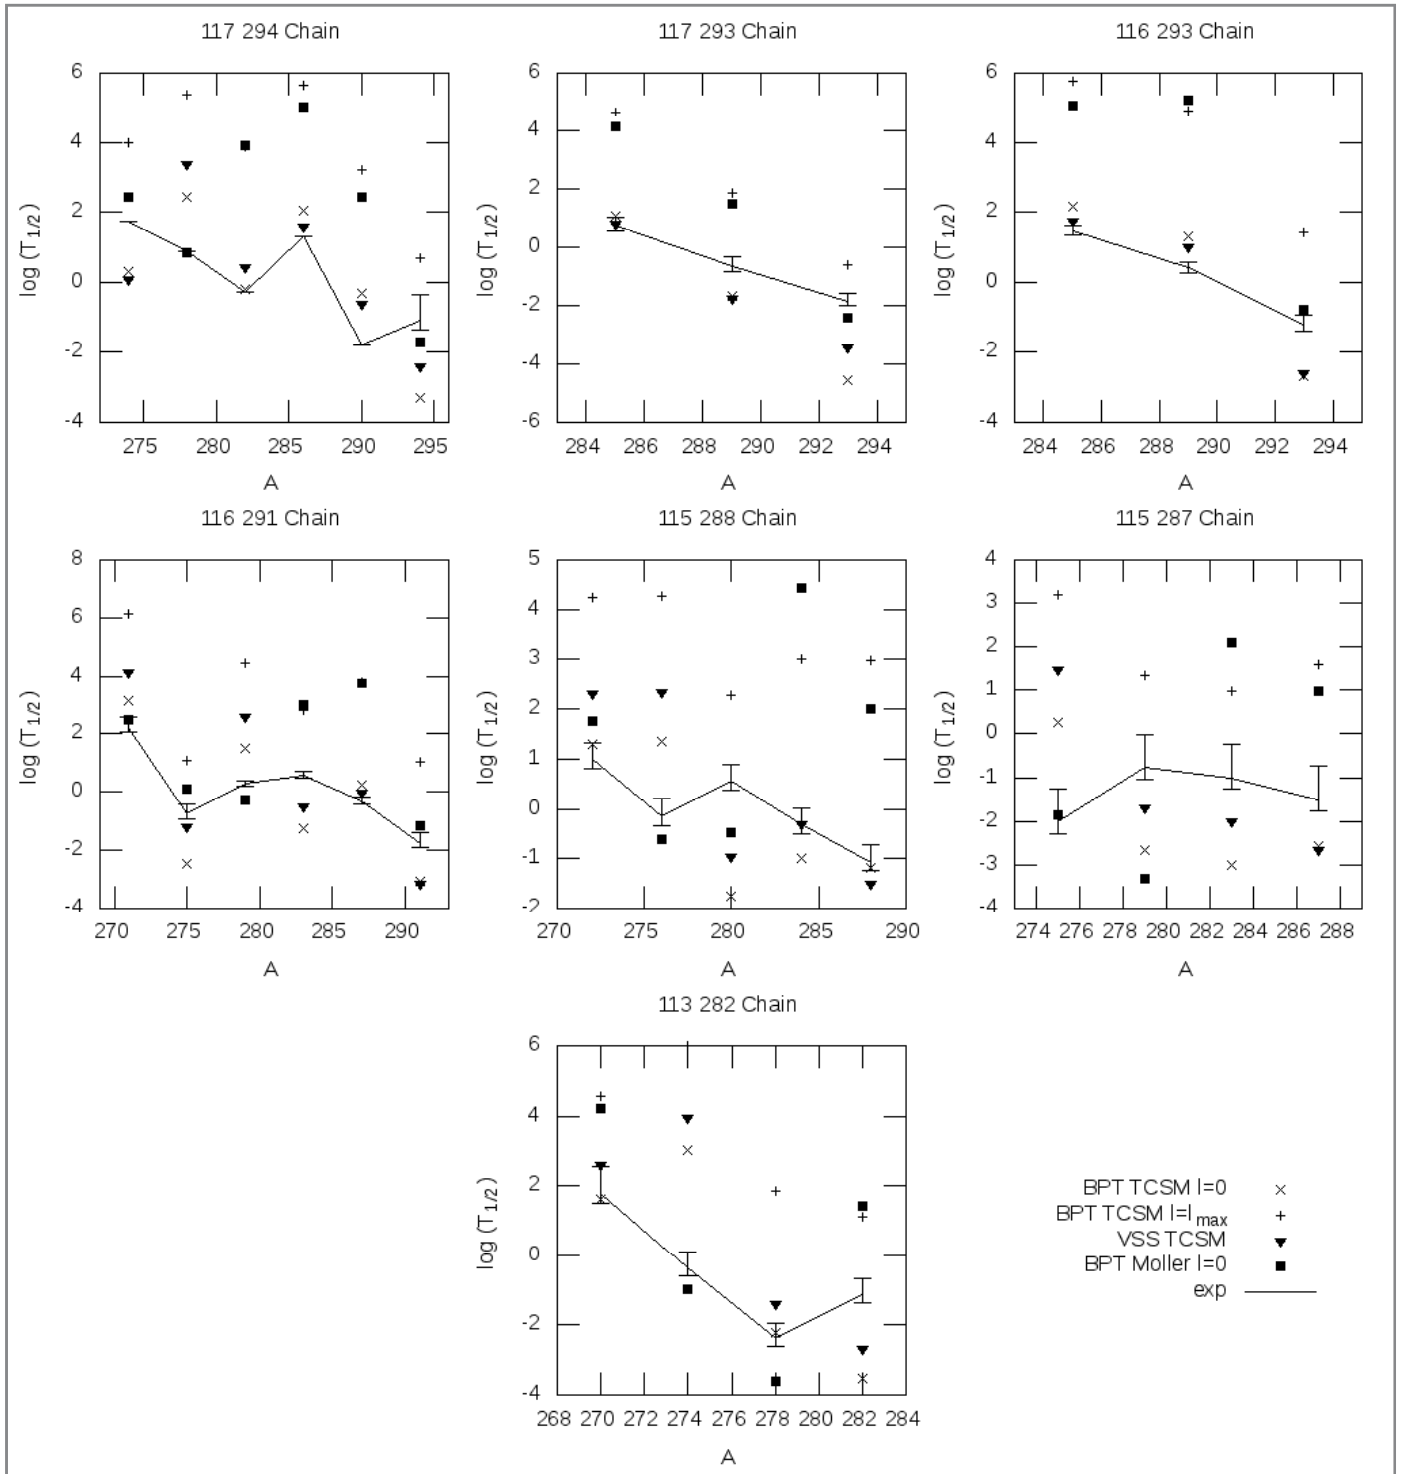 117 294 Chain
117 293 Chain
116 293 Chain
log (T1/2)
6
4
2
0
-2
-4
275 280 285 290 295
A
log (T1/2)
6
4
2
0
-2
-4
-6
284 286 288 290 292 294
A
log (T1/2)
6
4
2
0
-2
-4
284 286 288 290 292 294
A
116 291 Chain
115 288 Chain
115 287 Chain
log (T1/2)
8
6
4
2
0
-2
-4
270 275 280 285 290
A
log (T1/2)
5
4
3
2
1
0
-1
-2
270 275 280 285 290
A
log (T1/2)
4
3
2
1
0
-1
-2
-3
-4
274 276 278 280 282 284 286 288
A
113 282 Chain
log (T1/2)
6
4
2
0
-2
-4
268 270 272 274 276 278 280 282 284
A
BPT TCSM l=0
BPT TCSM l=lmax
VSS TCSM
BPT Moller l=0
exp